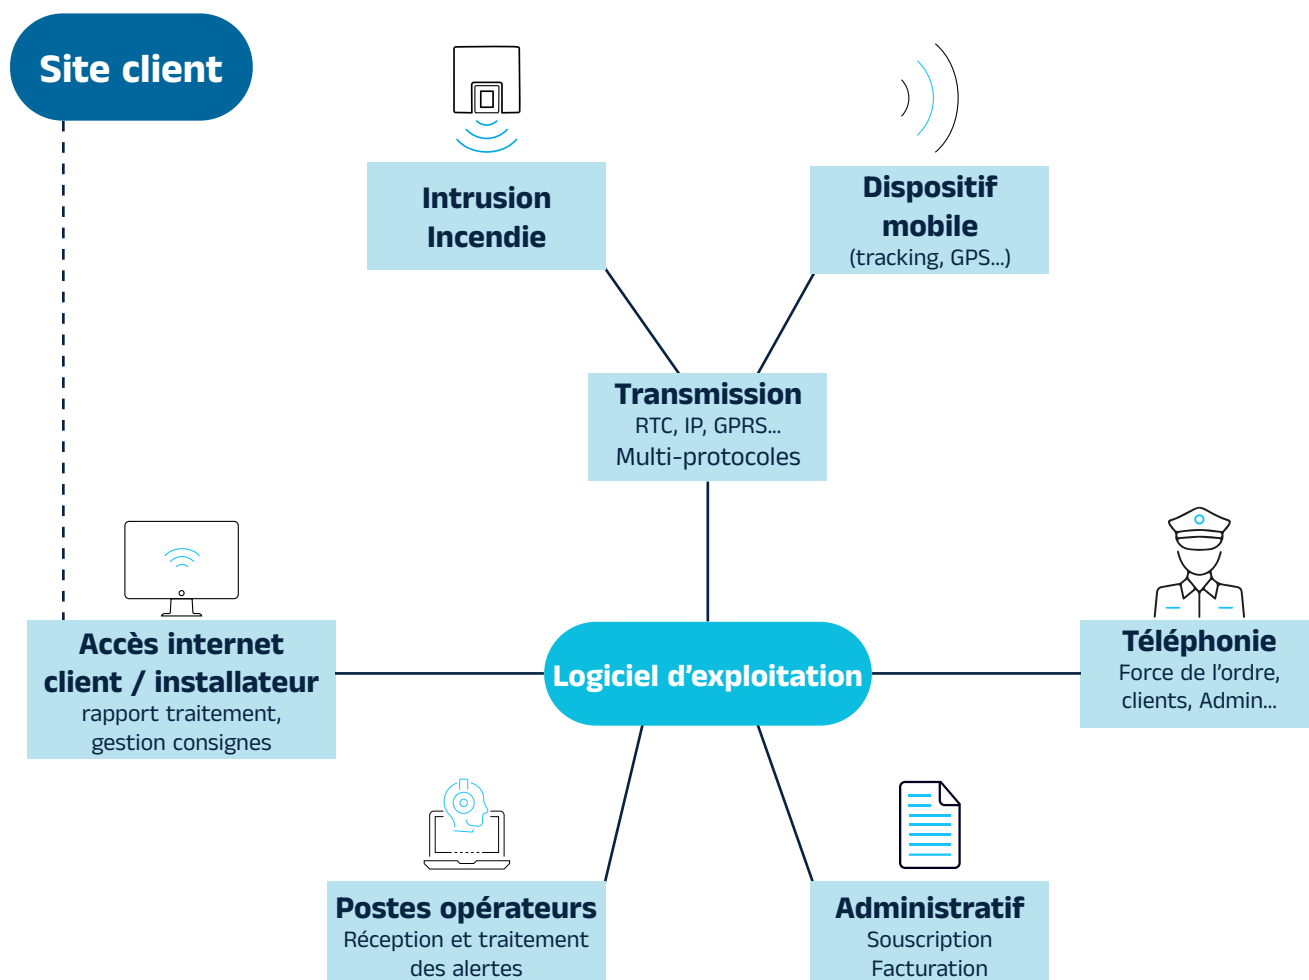 Site client
Intrusion
Incendie
Dispositif
mobile
(tracking, GPS...)
Transmission
RTC, IP, GPRS...
Multi-protocoles
Accès internet
client / installateur
rapport traitement,
gestion consignes
Logiciel d’exploitation
Téléphonie
Force de l’ordre,
clients, Admin...
Postes opérateurs
Réception et traitement
des alertes
Administratif
Souscription
Facturation